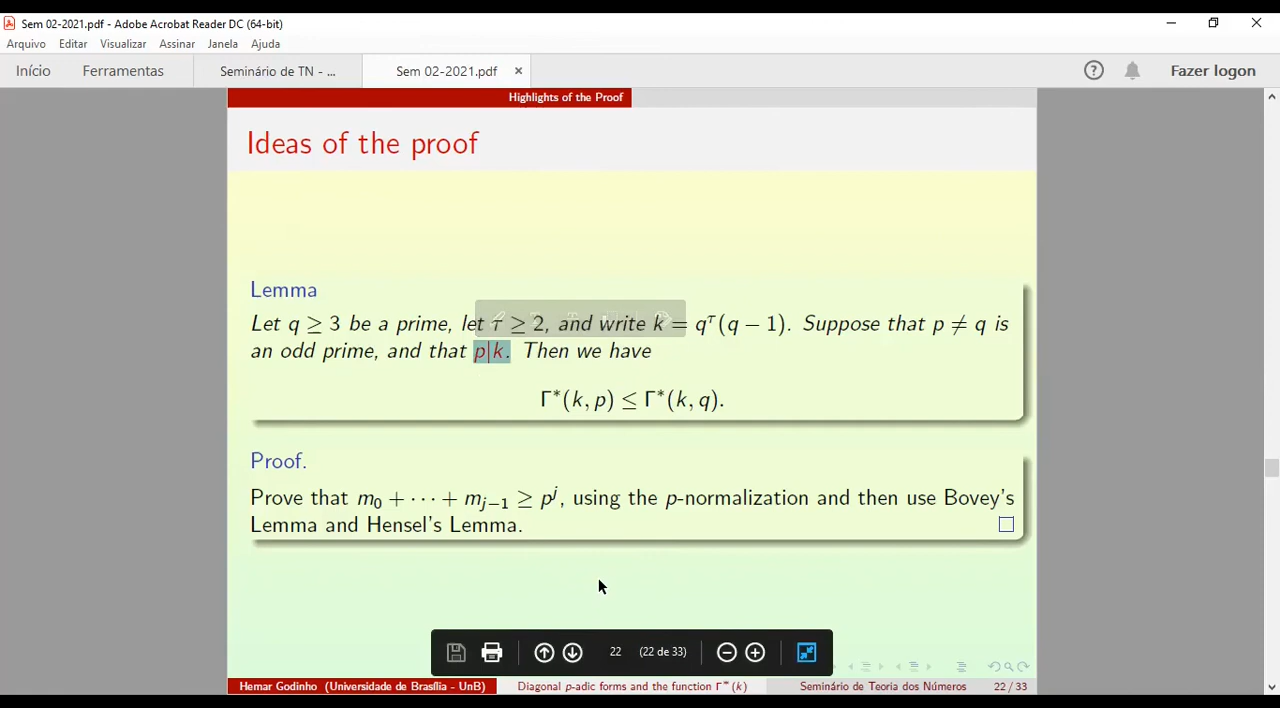 Sem 02-2021.pdf - Adobe Acrobat Reader DC (64-bit)
Arquivo Editar Visualizar Assinar Janela Ajuda
Início Ferramentas Seminário de TN - ... Sem 02-2021.pdf × ? Fazer logon
Highlights of the Proof
Ideas of the proof
Lemma
Let q ≥ 3 be a prime, let τ ≥ 2, and write k = q^τ(q − 1). Suppose that p ≠ q is
an odd prime, and that p|k. Then we have
Γ*(k, p) ≤ Γ*(k, q).
Proof.
Prove that m₀ + ⋯ + m_{j−1} ≥ p^j, using the p-normalization and then use Bovey's
Lemma and Hensel's Lemma. □
22 (22 de 33)
Hemar Godinho (Universidade de Brasília - UnB) Diagonal p-adic forms and the function Γ*(k) Seminário de Teoria dos Números 22 / 33